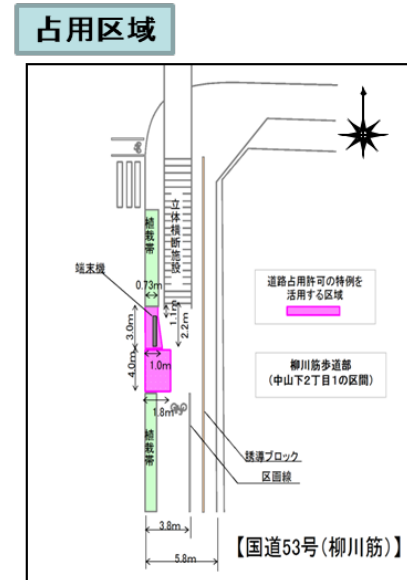 占用区域
立体横断施設
植栽帯
端末機
0.73m
1.1m
2.2m
3.0m
1.0m
4.0m
1.8m
植栽帯
道路占用許可の特例を
活用する区域
柳川筋歩道部
(中山下2丁目1の区間)
誘導ブロック
区画線
3.8m
5.8m
【国道53号(柳川筋)】